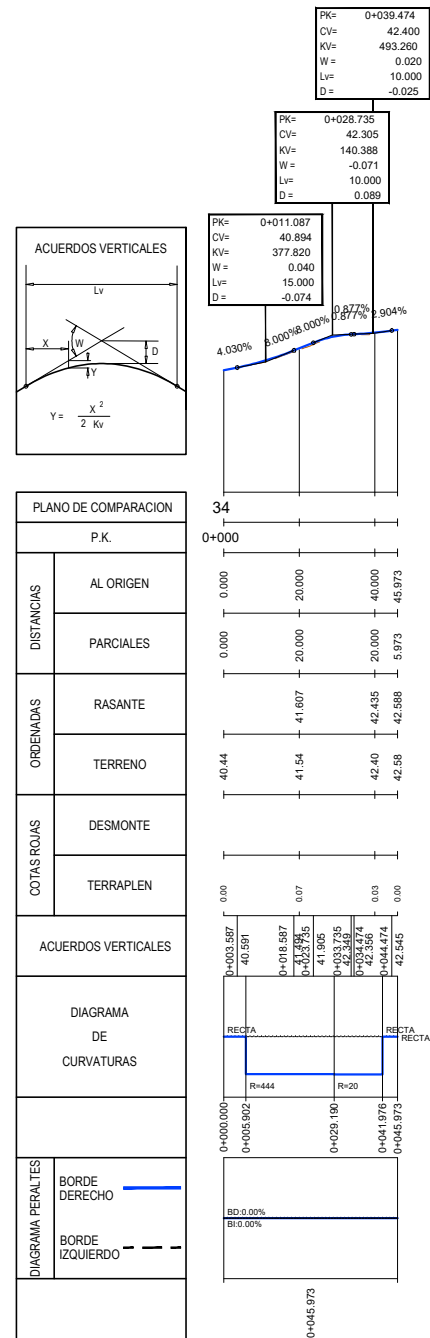 PK= 0+039.474
CV= 42.400
KV= 493.260
W = 0.020
Lv= 10.000
D = -0.025
PK= 0+028.735
CV= 42.305
KV= 140.388
W = -0.071
Lv= 10.000
D = 0.089
PK= 0+011.087
CV= 40.894
KV= 377.820
W = 0.040
Lv= 15.000
D = -0.074
ACUERDOS VERTICALES
Lv
X
W
D
Y
Y = X 2
2 Kv
4.030%
8.000%
8.000%
0.877%
0.877%
2.904%
PLANO DE COMPARACION 34
P.K. 0+000
DISTANCIAS
AL ORIGEN 0.000 20.000 40.000 45.973
PARCIALES 0.000 20.000 20.000 5.973
ORDENADAS
RASANTE 41.607 42.435 42.588
TERRENO 40.44 41.54 42.40 42.58
COTAS ROJAS
DESMONTE
TERRAPLEN 0.00 0.07 0.03 0.00
ACUERDOS VERTICALES
0+003.587
40.591
0+018.587
41.494
0+023.735
41.905
0+033.735
42.349
0+034.474
42.356
0+044.474
42.545
DIAGRAMA
DE
CURVATURAS
RECTA
R=444
R=20
RECTA
RECTA
0+000.000
0+005.902
0+029.190
0+041.976
0+045.973
DIAGRAMA PERALTES
BORDE
DERECHO
BORDE
IZQUIERDO
BD:0.00%
BI:0.00%
0+045.973